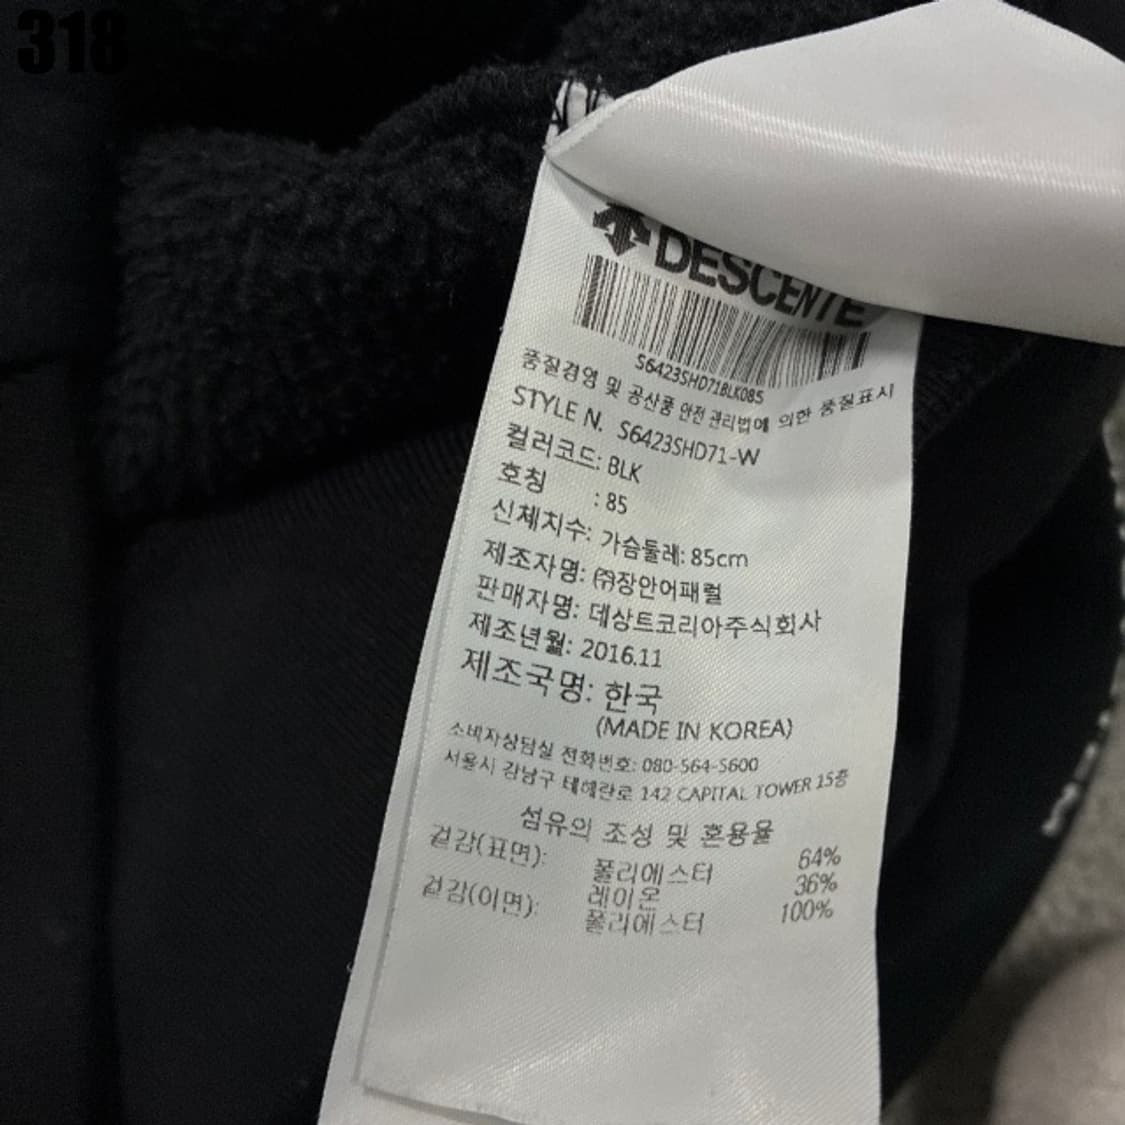 318
DESCENTE
S6423SHD71BLK085
품질경영 및 공산품 안전 관리법에 의한 품질표시
STYLE N. S6423SHD71-W
컬러코드: BLK
호칭 : 85
신체치수: 가슴둘레: 85cm
제조자명: ㈜장안어패럴
판매자명: 데상트코리아주식회사
제조년월: 2016.11
제조국명: 한국
(MADE IN KOREA)
소비자상담실 전화번호: 080-564-5600
서울시 강남구 테헤란로 142 CAPITAL TOWER 15층
섬유의 조성 및 혼용율
겉감(표면): 폴리에스터 64%
레이온 36%
겉감(이면): 폴리에스터 100%